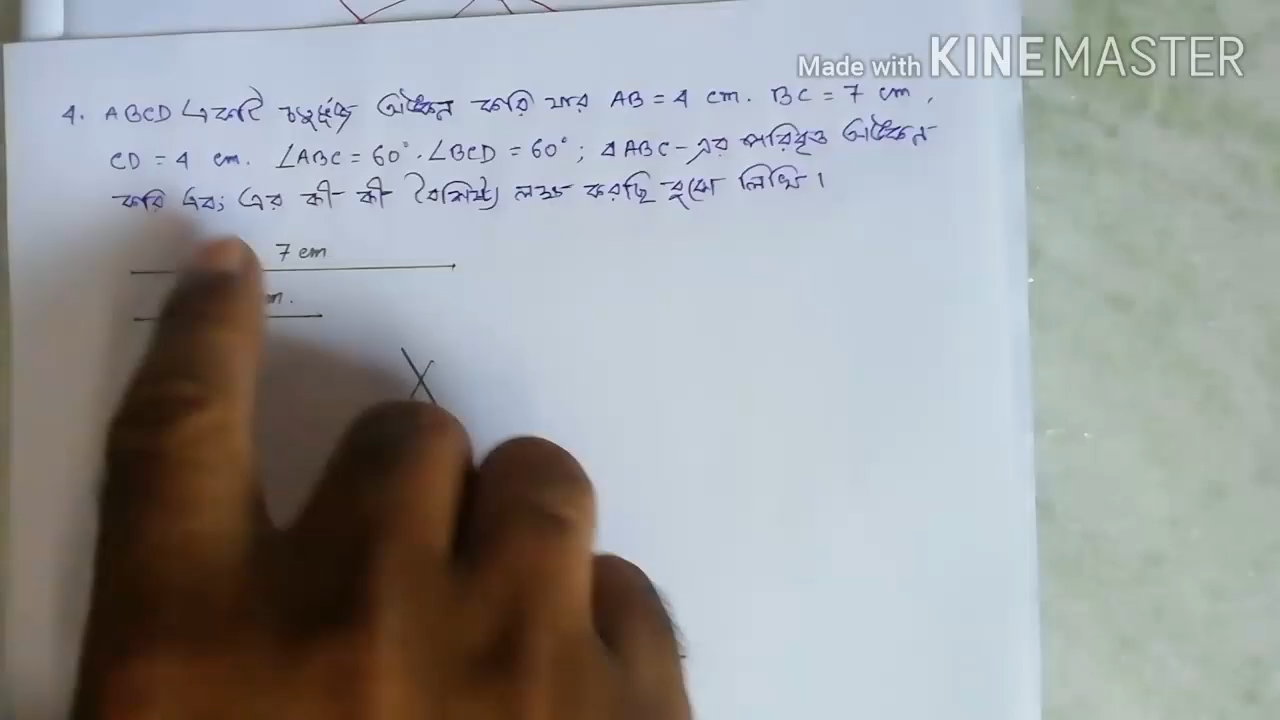 Made with KINEMASTER
4. ABCD একটি চতুর্ভুজ অঙ্কন করি যার AB = 4 cm. BC = 7 cm,
CD = 4 cm. ∠ABC = 60°. ∠BCD = 60°; ΔABC-এর পরিবৃত্ত অঙ্কন
করি এবং এর কী কী বৈশিষ্ট্য লক্ষ করছি বুঝে লিখি।
7 cm
m.